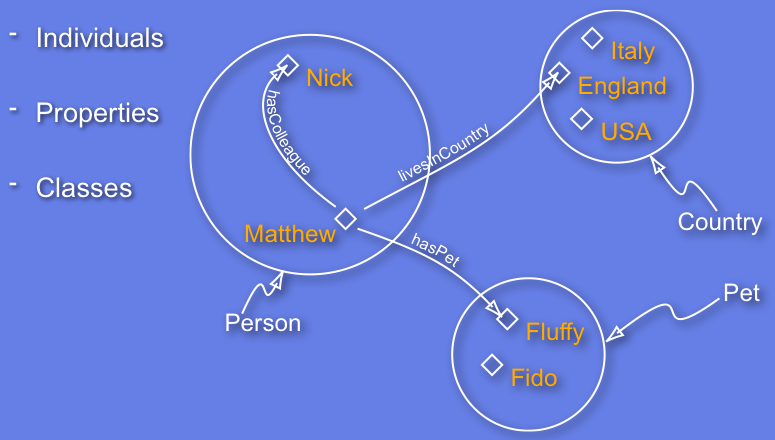 - Individuals
- Properties
- Classes
Nick
hasColleague
Matthew
Person
livesInCountry
Italy
England
USA
Country
hasPet
Pet
Fluffy
Fido